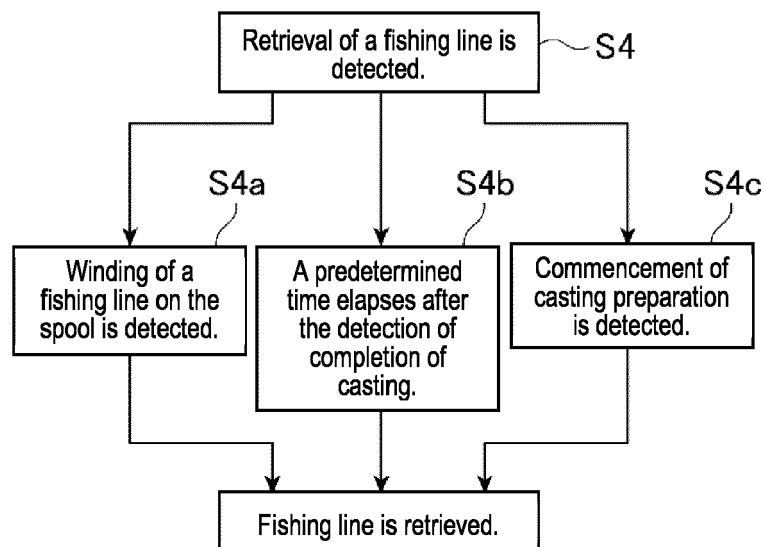 Retrieval of a fishing line is
detected.
S4
S4a
S4b
S4c
Winding of a
fishing line on the
spool is detected.
A predetermined
time elapses after
the detection of
completion of
casting.
Commencement of
casting preparation
is detected.
Fishing line is retrieved.